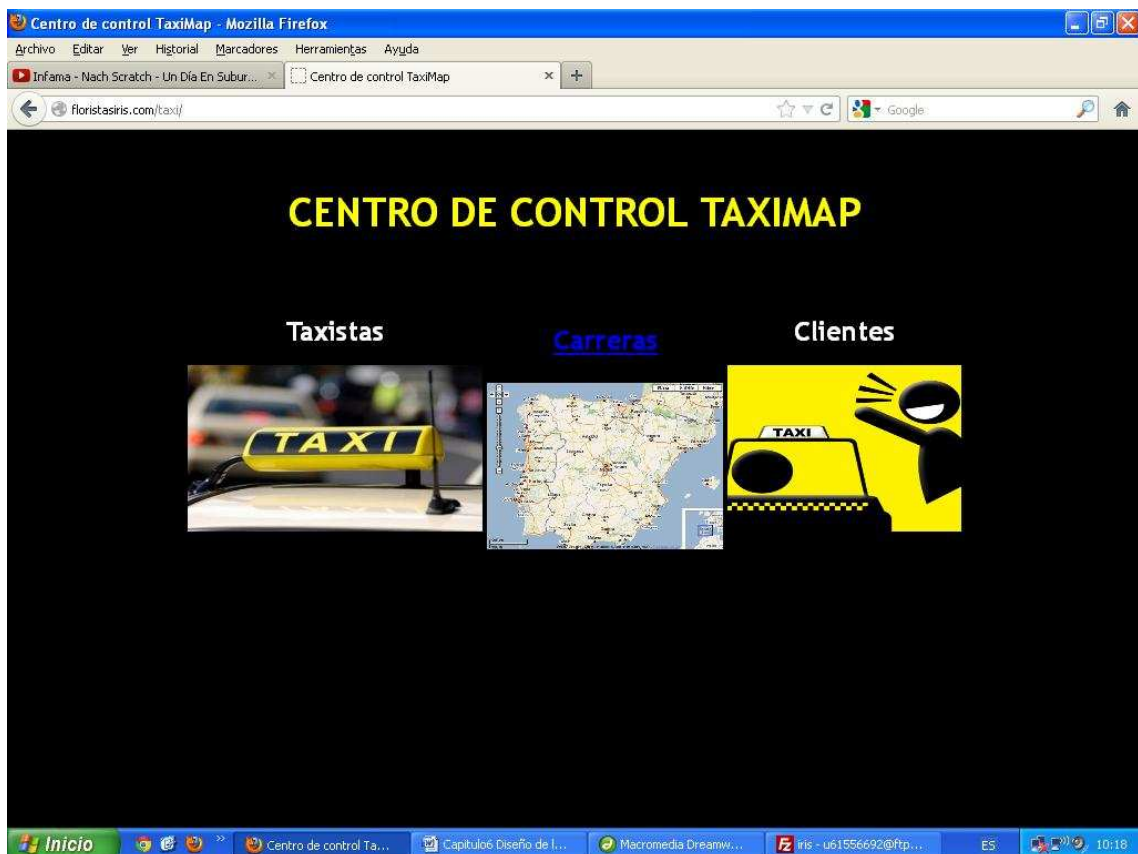 Centro de control TaxiMap - Mozilla Firefox
Archivo Editar Ver Historial Marcadores Herramientas Ayuda
Infama - Nach Scratch - Un Día En Subur... Centro de control TaxiMap
floristasiris.com/taxi/ Google
CENTRO DE CONTROL TAXIMAP
Taxistas Carreras Clientes
TAXI
TAXI
Inicio Centro de control Ta... Capitulo6 Diseño de l... Macromedia Dreamw... iris - u61556692@ftp... ES 10:18